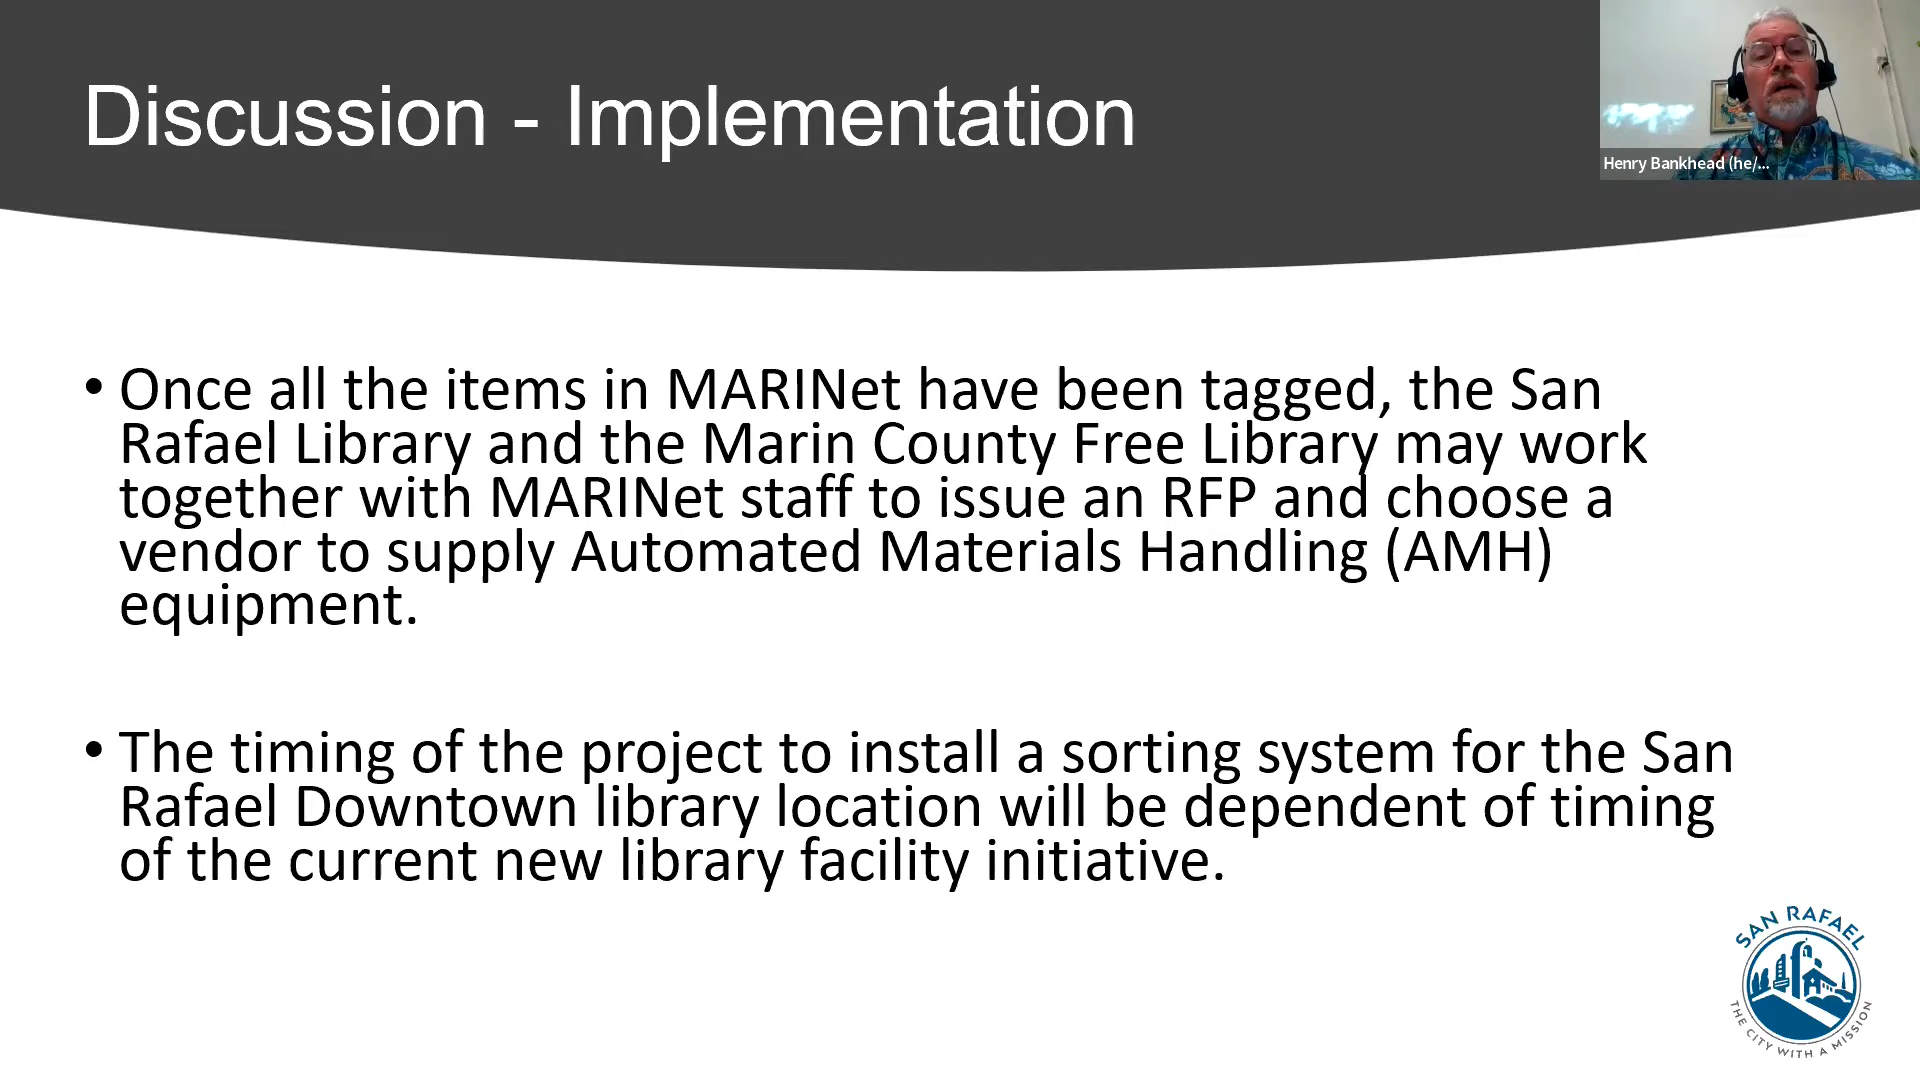 Discussion - Implementation
Henry Bankhead (he/...
• Once all the items in MARINet have been tagged, the San
Rafael Library and the Marin County Free Library may work
together with MARINet staff to issue an RFP and choose a
vendor to supply Automated Materials Handling (AMH)
equipment.
• The timing of the project to install a sorting system for the San
Rafael Downtown library location will be dependent of timing
of the current new library facility initiative.
SAN RAFAEL
THE CITY WITH A MISSION